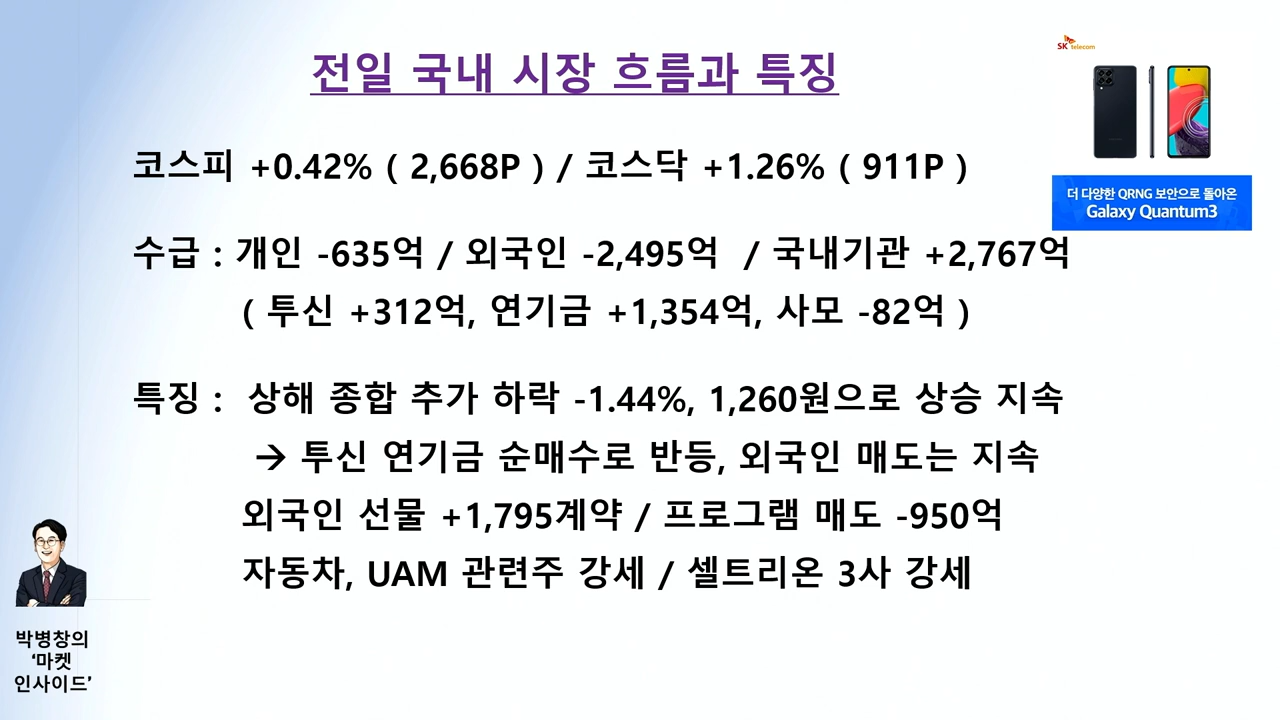 전일 국내 시장 흐름과 특징
SK telecom
코스피 +0.42% ( 2,668P ) / 코스닥 +1.26% ( 911P )
더 다양한 QRNG 보안으로 돌아온
Galaxy Quantum3
수급 : 개인 -635억 / 외국인 -2,495억 / 국내기관 +2,767억
( 투신 +312억, 연기금 +1,354억, 사모 -82억 )
특징 : 상해 종합 추가 하락 -1.44%, 1,260원으로 상승 지속
→ 투신 연기금 순매수로 반등, 외국인 매도는 지속
외국인 선물 +1,795계약 / 프로그램 매도 -950억
자동차, UAM 관련주 강세 / 셀트리온 3사 강세
박병창의
‘마켓
인사이드’